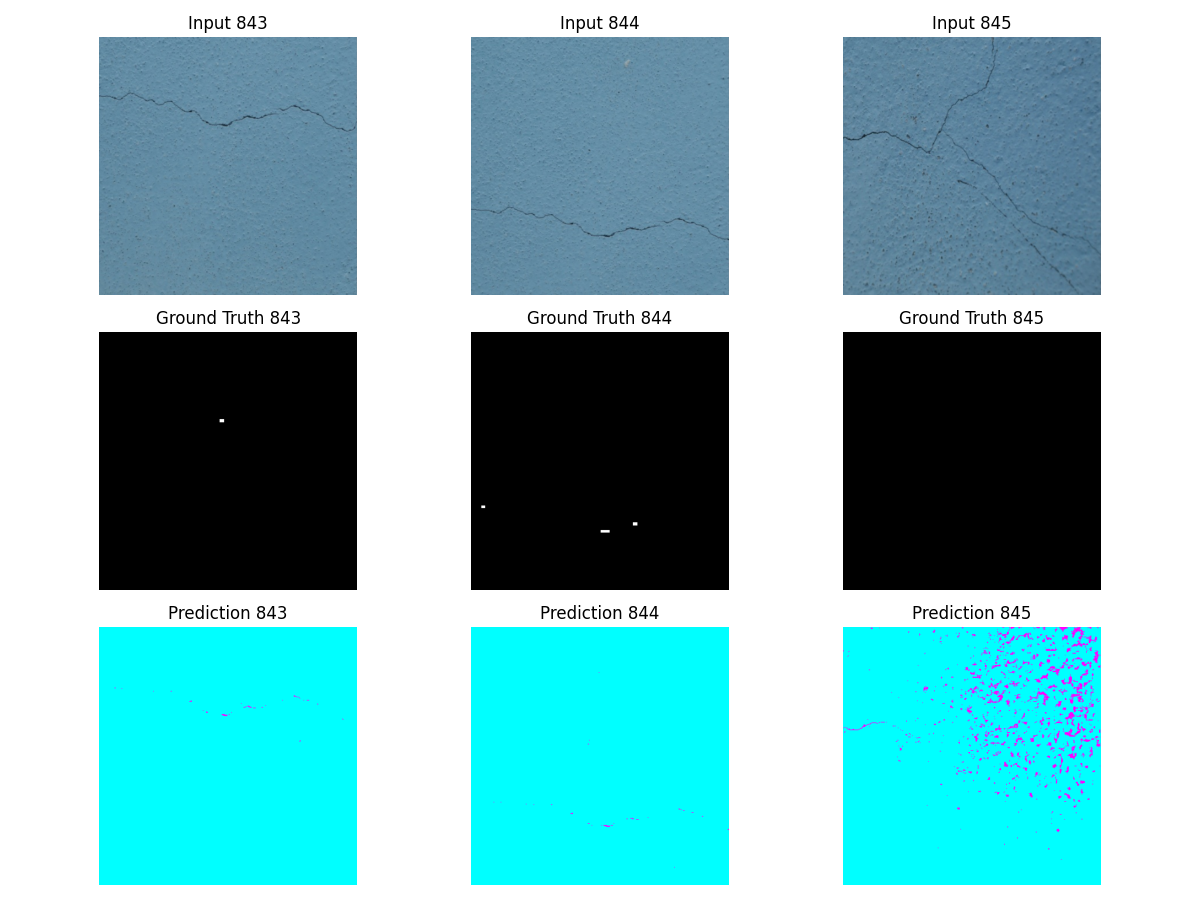 Input 843
Input 844
Input 845
Ground Truth 843
Ground Truth 844
Ground Truth 845
Prediction 843
Prediction 844
Prediction 845